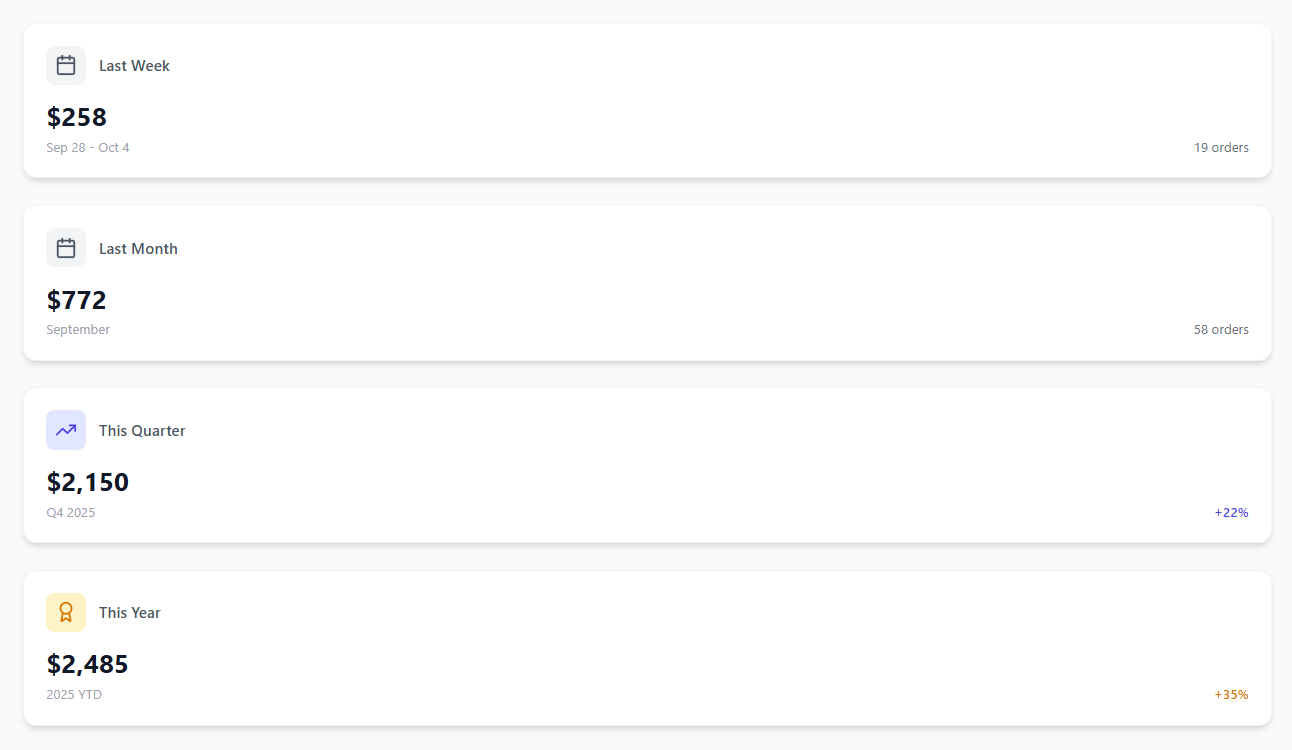 Last Week
$258
Sep 28 - Oct 4
19 orders
Last Month
$772
September
58 orders
This Quarter
$2,150
Q4 2025
+22%
This Year
$2,485
2025 YTD
+35%